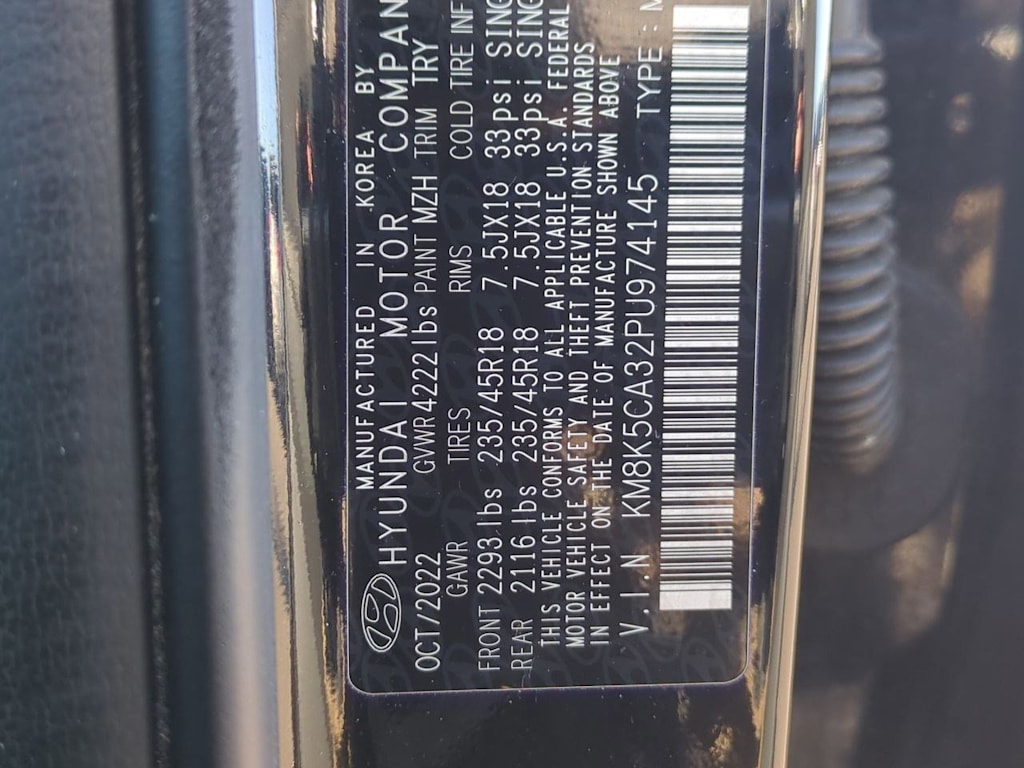 MANUFACTURED IN KOREA BY
HYUNDAI MOTOR COMPAN
OCT/2022 GVWR 4222lbs PAINT MZH TRIM TRY
GAWR TIRES RIMS COLD TIRE INF
FRONT 2293lbs 235/45R18 7.5JX18 33psi SING
REAR 2116lbs 235/45R18 7.5JX18 33psi SING
THIS VEHICLE CONFORMS TO ALL APPLICABLE U.S.A. FEDERAL
MOTOR VEHICLE SAFETY AND THEFT PREVENTION STANDARDS
IN EFFECT ON THE DATE OF MANUFACTURE SHOWN ABOVE
V.I.N : KM8K5CA32PU974145 TYPE : M